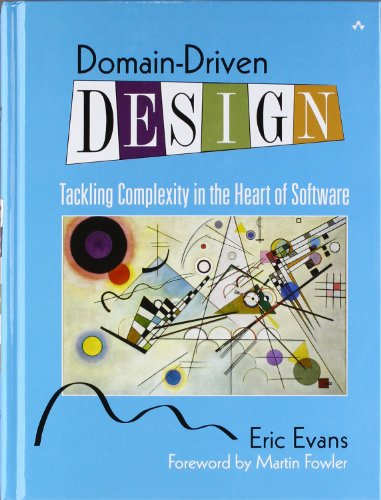 Domain-Driven
DESIGN
Tackling Complexity in the Heart of Software
Eric Evans
Foreword by Martin Fowler